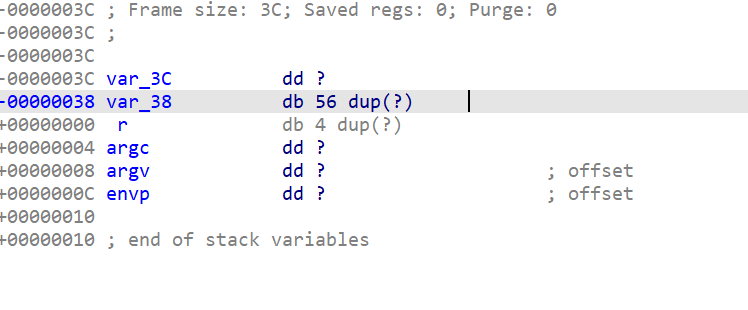 -0000003C ; Frame size: 3C; Saved regs: 0; Purge: 0
-0000003C ;
-0000003C
-0000003C var_3C          dd ?
-00000038 var_38          db 56 dup(?)
+00000000  r              db 4 dup(?)
+00000004 argc            dd ?
+00000008 argv            dd ?                    ; offset
+0000000C envp            dd ?                    ; offset
+00000010
+00000010 ; end of stack variables